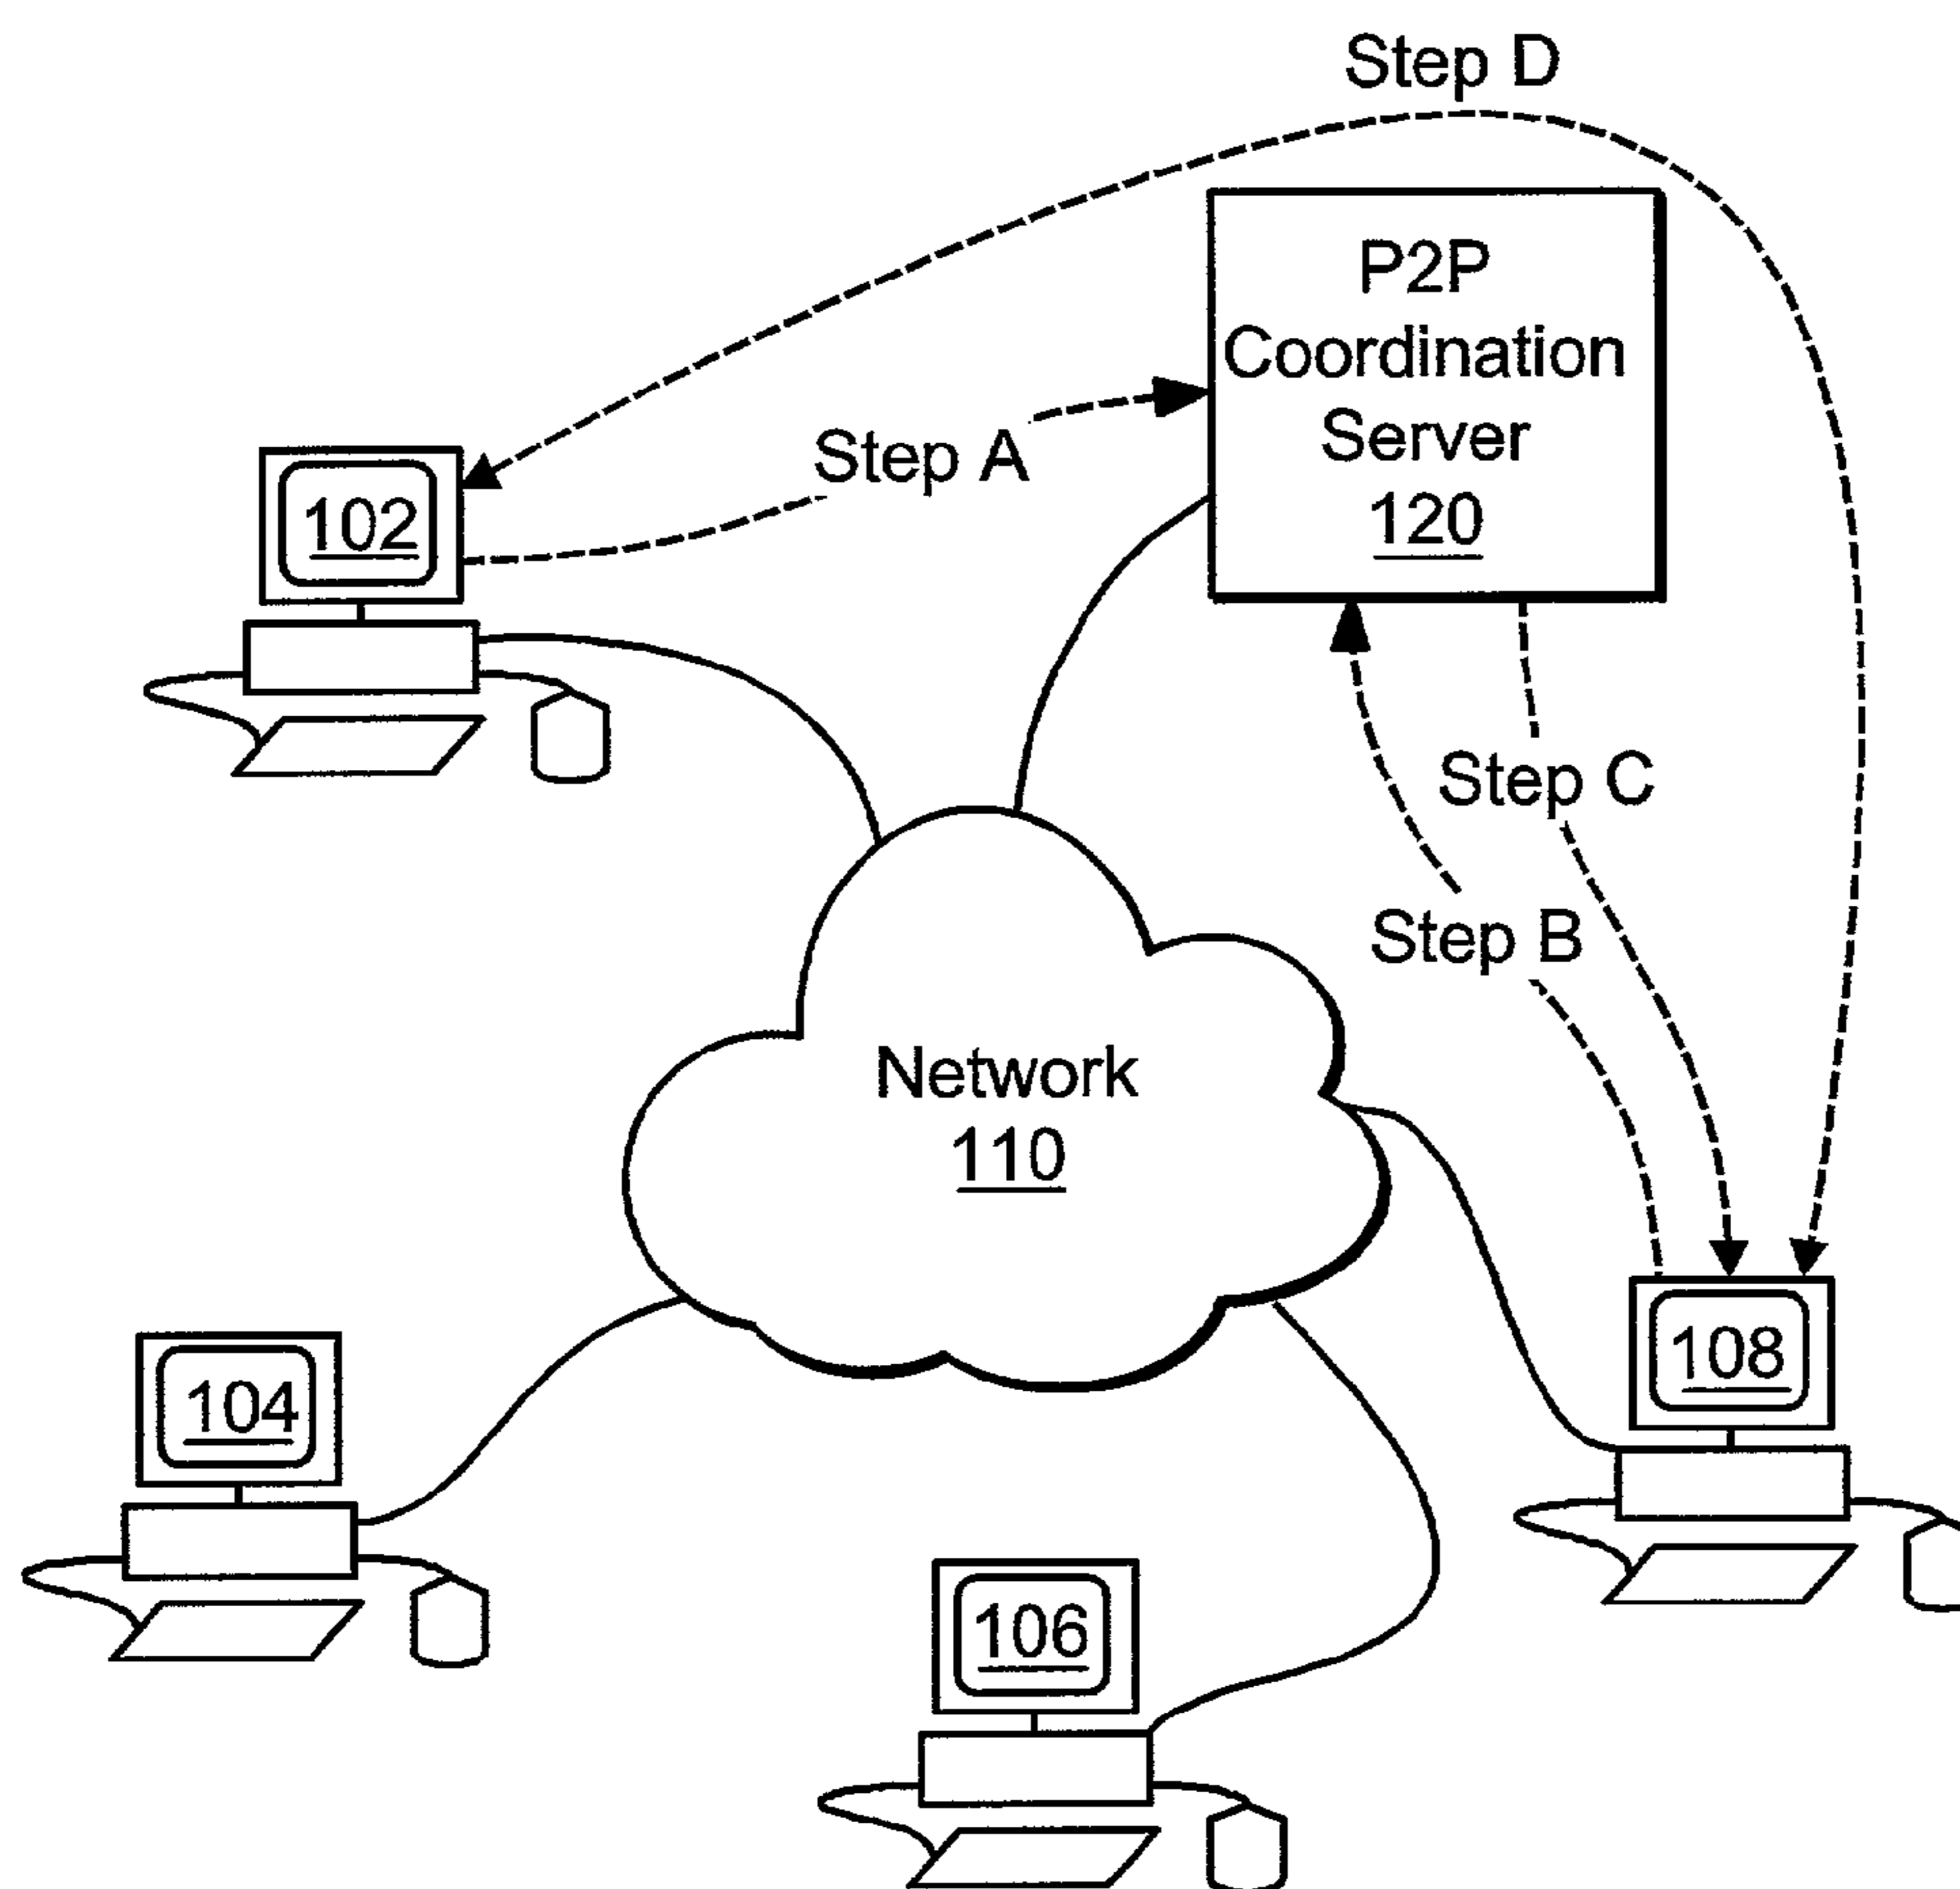 Step D
P2P
Coordination
Server
120
Step A
102
Step C
Step B
Network
110
108
104
106